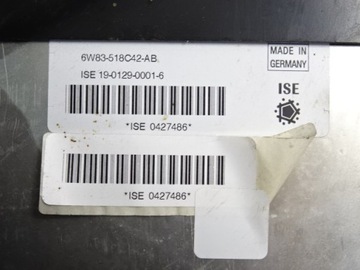 6W83-518C42-AB
MADE IN
GERMANY
ISE 19-0129-0001-6
ISE
*ISE 0427486*
*ISE 0427486*